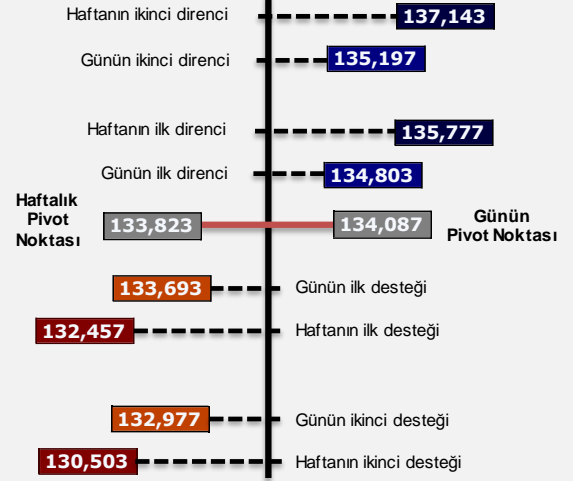 Haftanın ikinci direnci 137,143
Günün ikinci direnci 135,197
Haftanın ilk direnci 135,777
Günün ilk direnci 134,803
Haftalık
Pivot
Noktası
133,823 134,087
Günün
Pivot Noktası
133,693 Günün ilk desteği
132,457 Haftanın ilk desteği
132,977 Günün ikinci desteği
130,503 Haftanın ikinci desteği